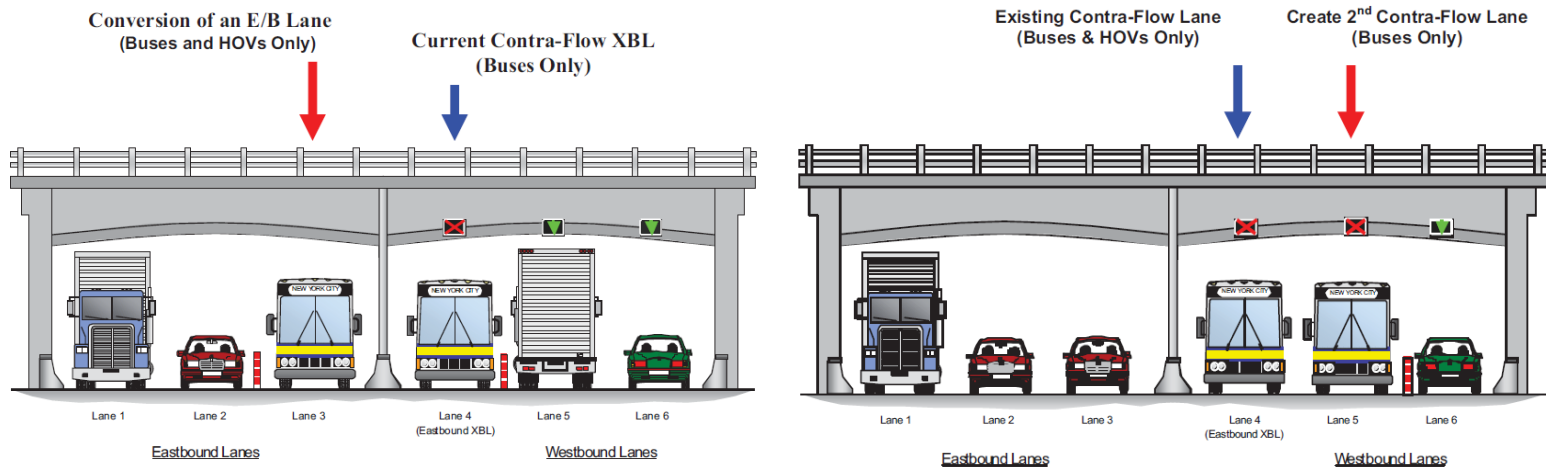 Conversion of an E/B Lane
(Buses and HOVs Only)
Current Contra-Flow XBL
(Buses Only)
NEW YORK CITY
NEW YORK CITY
Lane 1
Lane 2
Lane 3
Lane 4
(Eastbound XBL)
Lane 5
Lane 6
Eastbound Lanes
Westbound Lanes
Existing Contra-Flow Lane
(Buses & HOVs Only)
Create 2nd Contra-Flow Lane
(Buses Only)
NEW YORK CITY
NEW YORK CITY
Lane 1
Lane 2
Lane 3
Lane 4
(Eastbound XBL)
Lane 5
Lane 6
Eastbound Lanes
Westbound Lanes